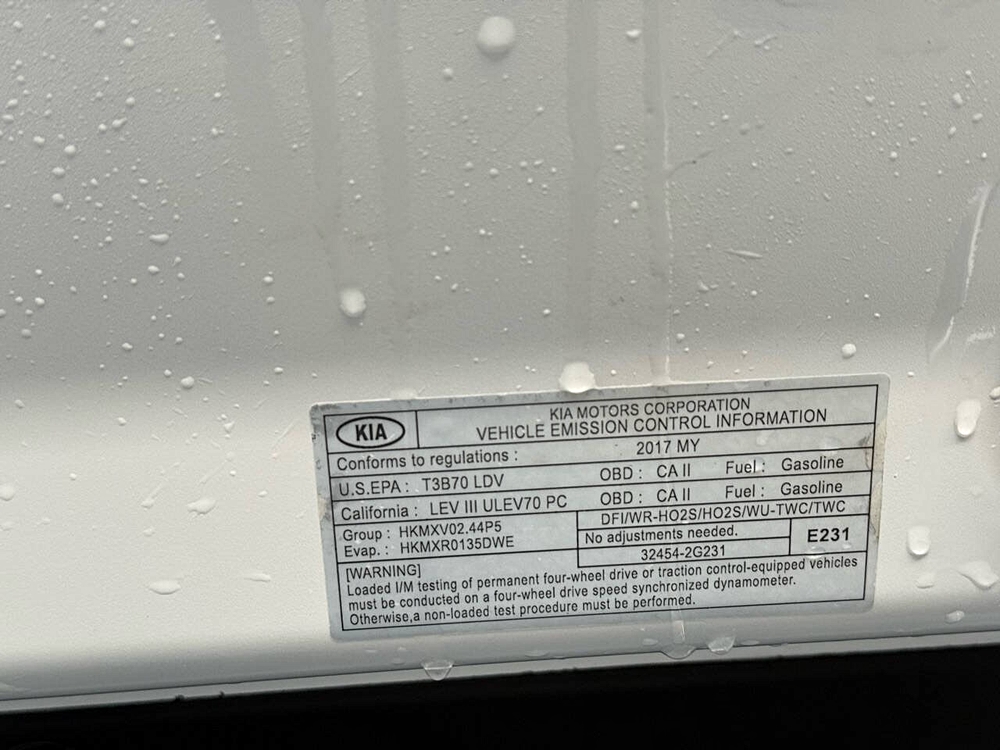 KIA
KIA MOTORS CORPORATION
VEHICLE EMISSION CONTROL INFORMATION
Conforms to regulations : 2017 MY
U.S.EPA : T3B70 LDV OBD : CA II Fuel : Gasoline
California : LEV III ULEV70 PC OBD : CA II Fuel : Gasoline
Group : HKMXV02.44P5
Evap. : HKMXR0135DWE
DFI/WR-HO2S/HO2S/WU-TWC/TWC
No adjustments needed.
32454-2G231
E231
[WARNING]
Loaded I/M testing of permanent four-wheel drive or traction control-equipped vehicles
must be conducted on a four-wheel drive speed synchronized dynamometer.
Otherwise,a non-loaded test procedure must be performed.